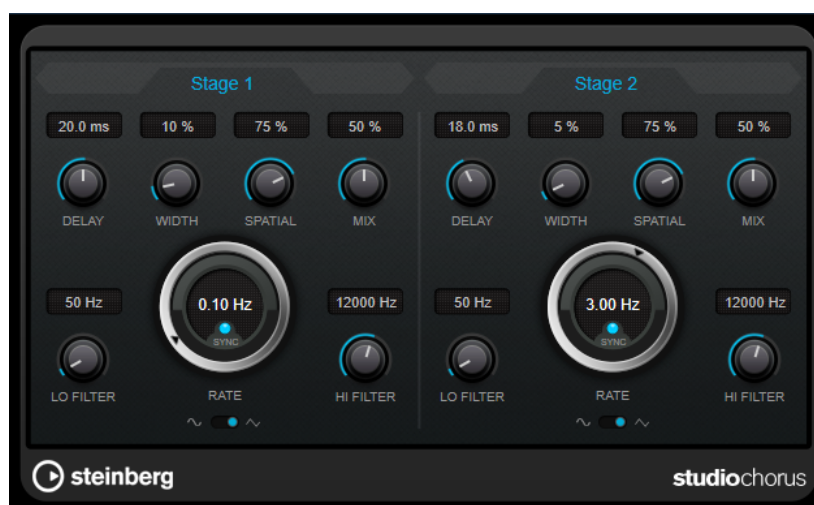 Stage 1 Stage 2
20.0 ms 10 % 75 % 50 % 18.0 ms 5 % 75 % 50 %
DELAY WIDTH SPATIAL MIX DELAY WIDTH SPATIAL MIX
50 Hz 0.10 Hz 12000 Hz 50 Hz 3.00 Hz 12000 Hz
SYNC SYNC
LO FILTER RATE HI FILTER LO FILTER RATE HI FILTER
steinberg studiochorus